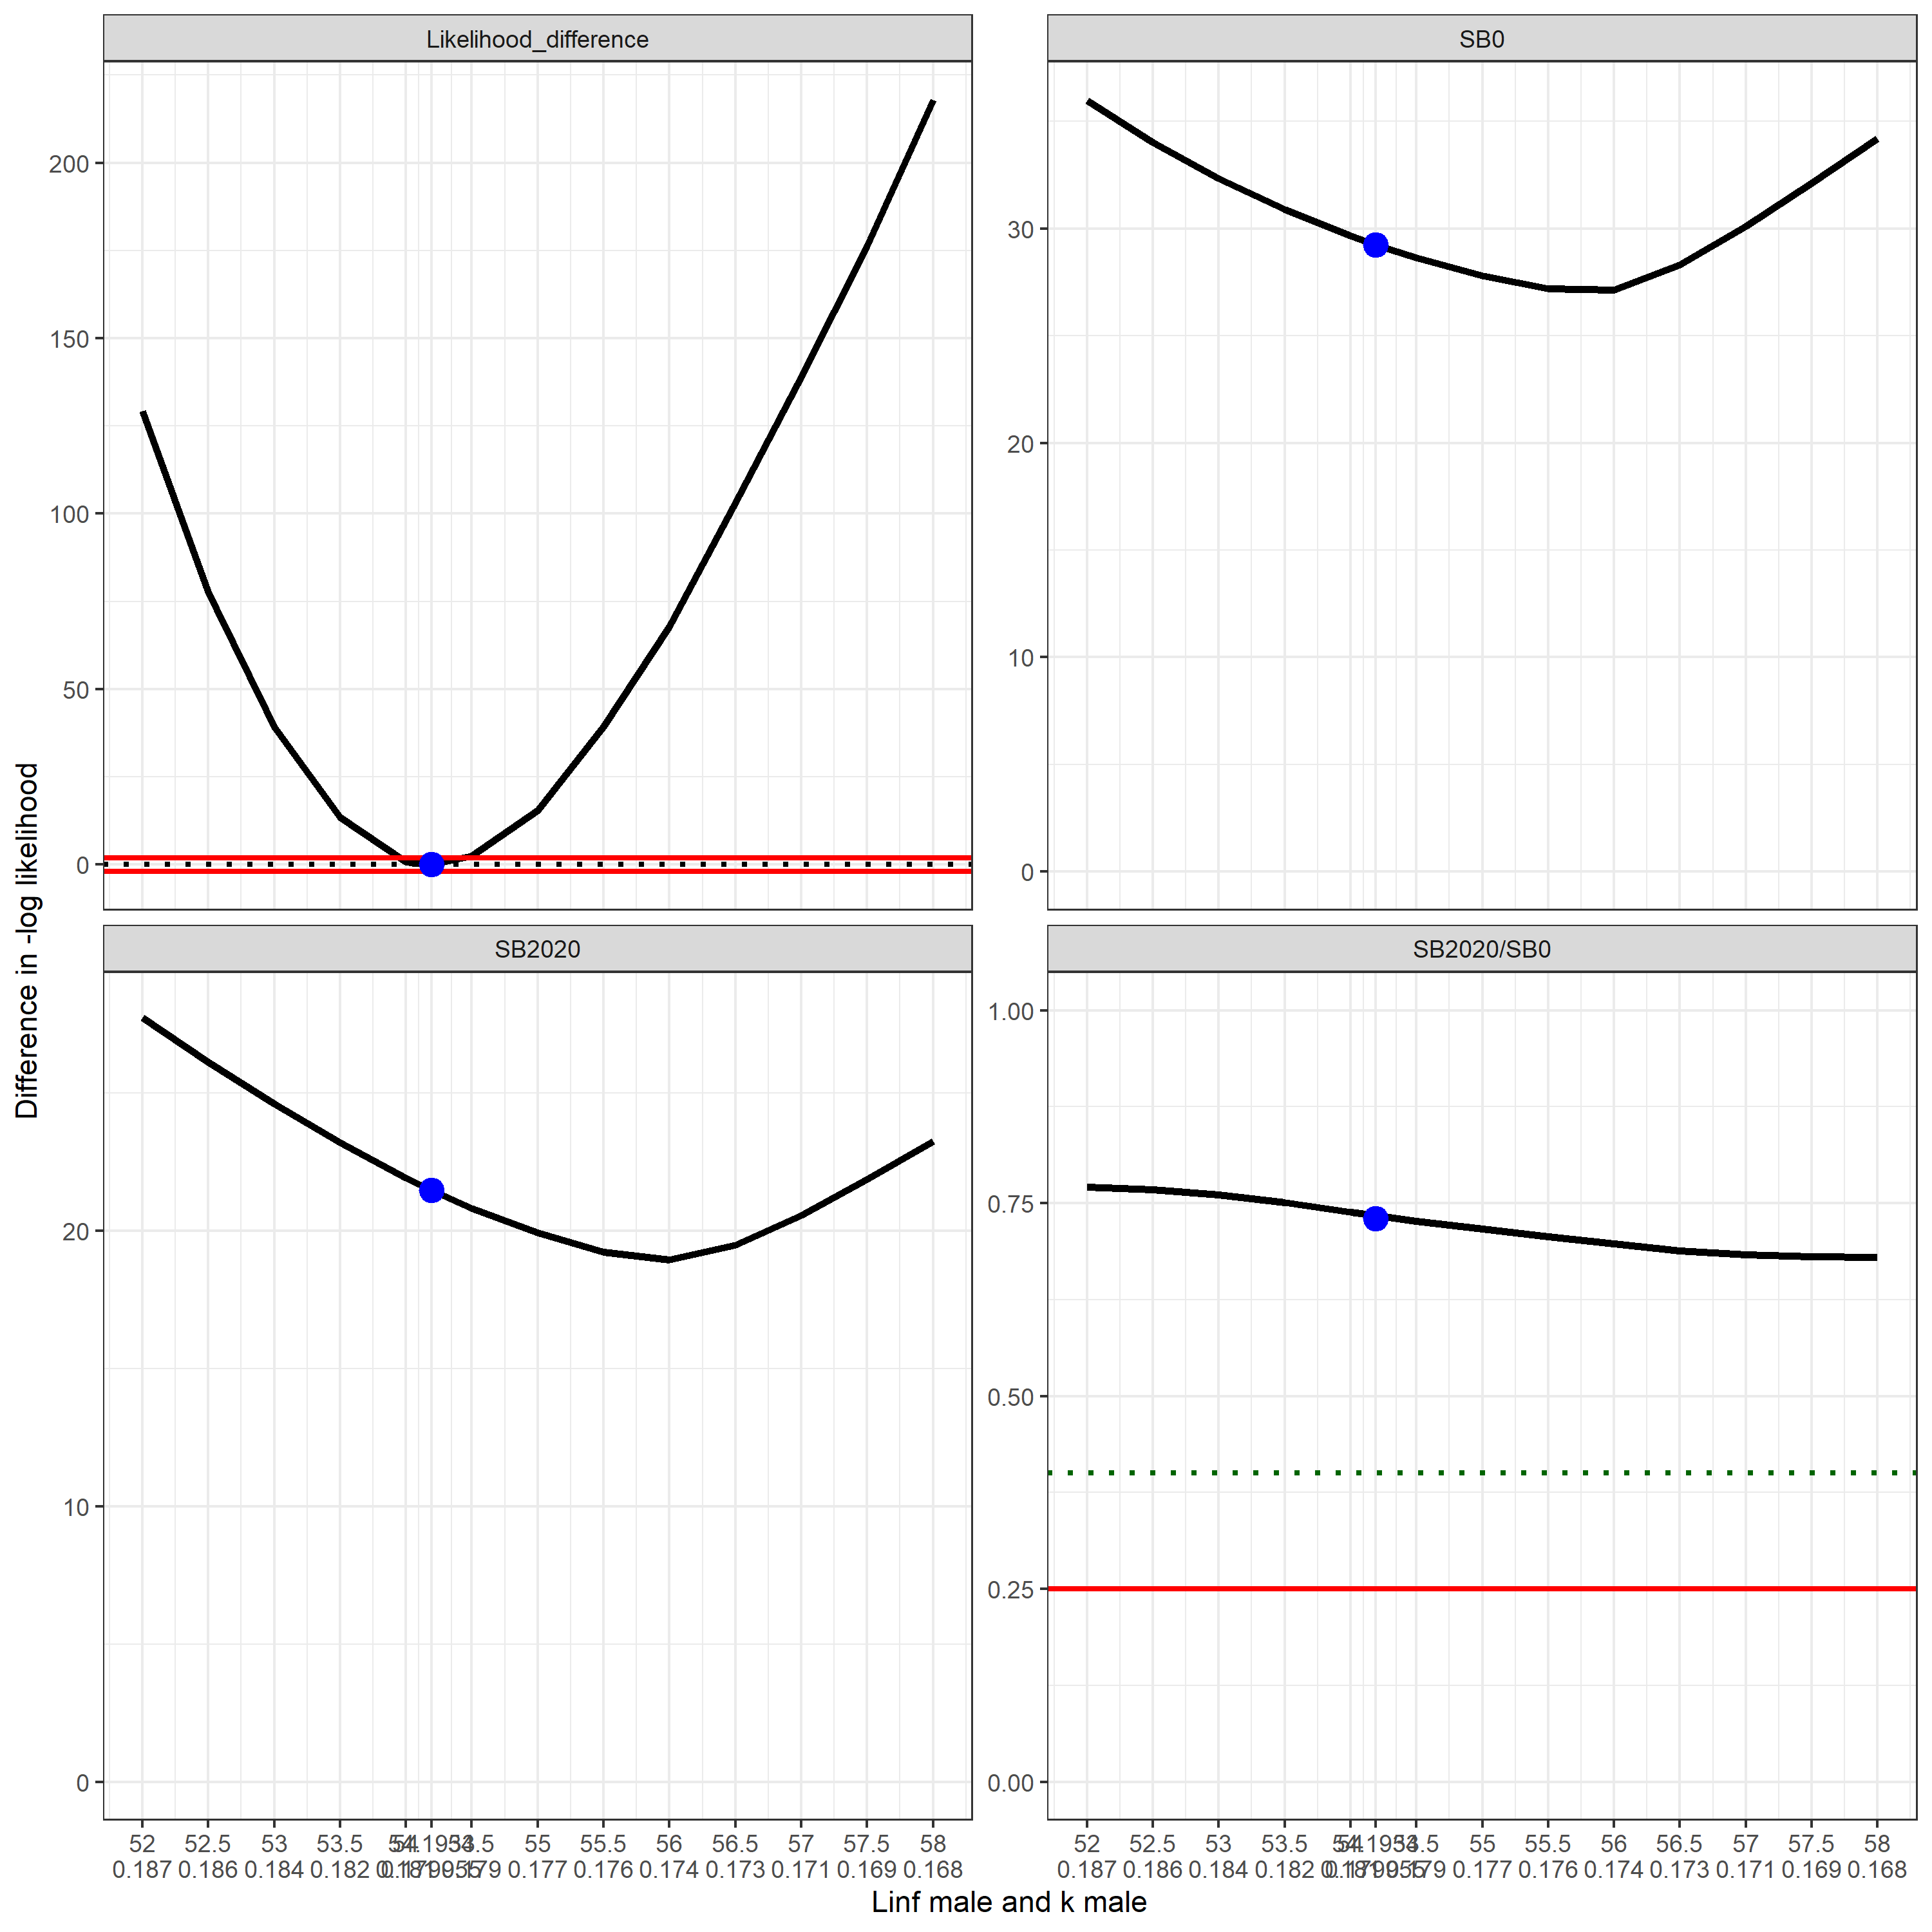 Likelihood_difference
SB0
200
150
100
50
0
30
20
10
0
Difference in -log likelihood
SB2020
SB2020/SB0
20
10
0
1.00
0.75
0.50
0.25
0.00
52 52.5 53 53.5 55 55.5 56 56.5 57 57.5 58
0.187 0.186 0.184 0.182 0.177 0.176 0.174 0.173 0.171 0.169 0.168
52 52.5 53 53.5 55 55.5 56 56.5 57 57.5 58
0.187 0.186 0.184 0.182 0.177 0.176 0.174 0.173 0.171 0.169 0.168
Linf male and k male